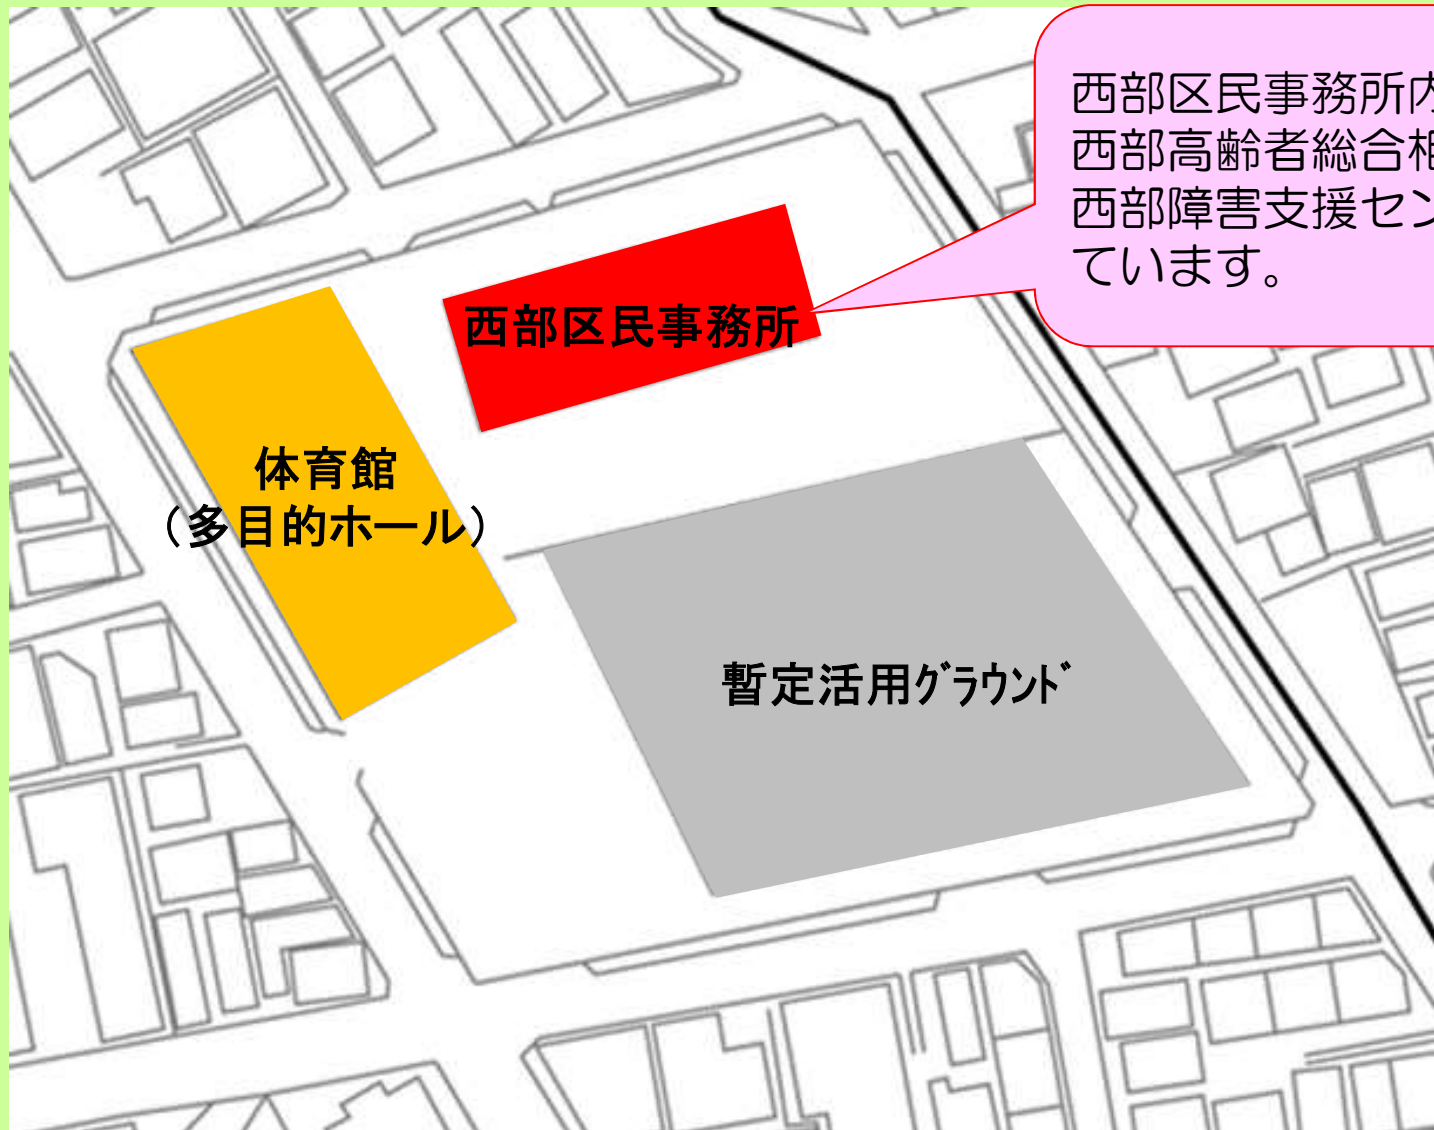 西部区民事務所内
西部高齢者総合相
西部障害支援セン
ています。
西部区民事務所
体育館
（多目的ホール）
暫定活用ｸﾞﾗｳﾝﾄﾞ